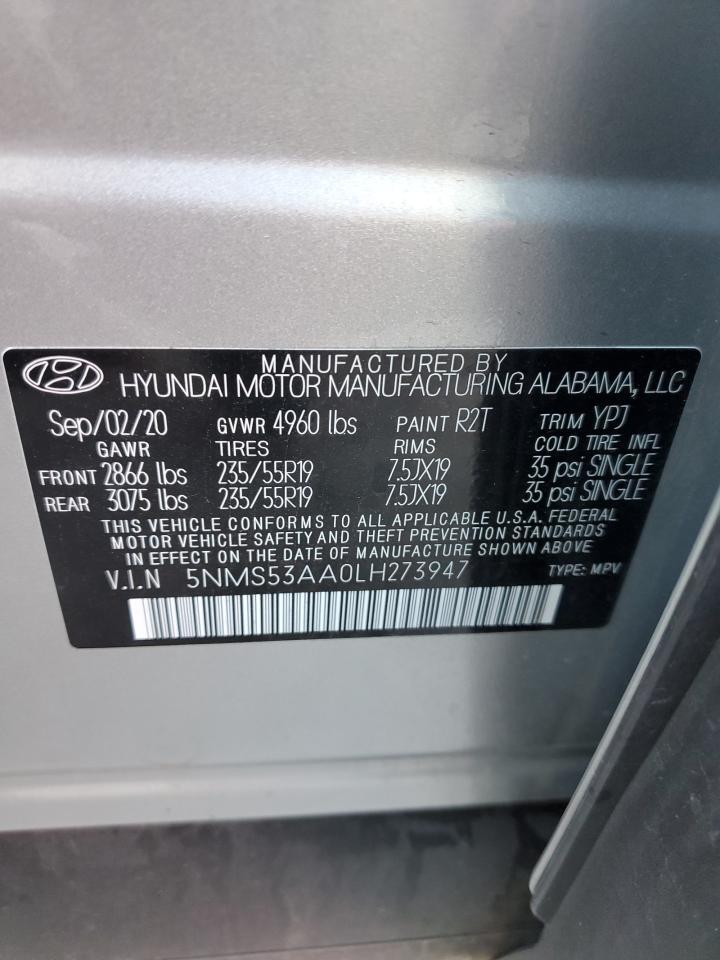 MANUFACTURED BY
HYUNDAI MOTOR MANUFACTURING ALABAMA, LLC
Sep/02/20 GVWR 4960 lbs PAINT R2T TRIM YPJ
GAWR TIRES RIMS COLD TIRE INFL
FRONT 2866 lbs 235/55R19 7.5JX19 35 psi SINGLE
REAR 3075 lbs 235/55R19 7.5JX19 35 psi SINGLE
THIS VEHICLE CONFORMS TO ALL APPLICABLE U.S.A. FEDERAL
MOTOR VEHICLE SAFETY AND THEFT PREVENTION STANDARDS
IN EFFECT ON THE DATE OF MANUFACTURE SHOWN ABOVE
V.I.N 5NMS53AA0LH273947 TYPE: MPV